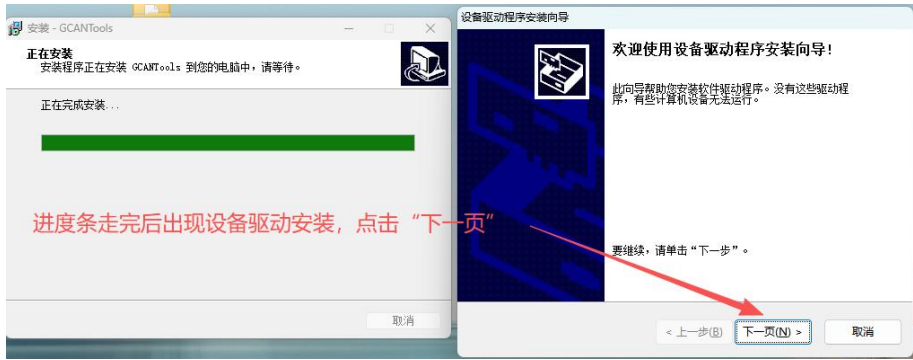 安装 - GCANTools
正在安装
安装程序正在安装 GCANTools 到您的电脑中，请等待。
正在完成安装...
进度条走完后出现设备驱动安装，点击“下一页”
取消
设备驱动程序安装向导
欢迎使用设备驱动程序安装向导!
此向导帮助您安装软件驱动程序。没有这些驱动程
序，有些计算机设备无法运行。
要继续，请单击“下一步”。
< 上一步(B)
下一页(N) >
取消